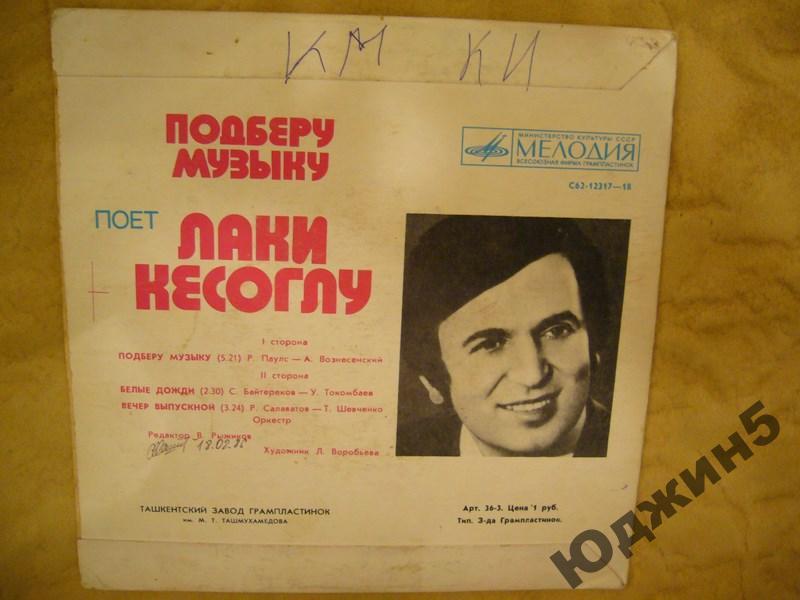 КМ КИ
ПОДБЕРУ
МУЗЫКУ
МИНИСТЕРСТВО КУЛЬТУРЫ СССР
МЕЛОДИЯ
ВСЕСОЮЗНАЯ ФИРМА ГРАМПЛАСТИНОК
С62-12317—18
ПОЕТ ЛАКИ
КЕСОГЛУ
I сторона
ПОДБЕРУ МУЗЫКУ (5.21) Р. Паулс — А. Вознесенский
II сторона
БЕЛЫЕ ДОЖДИ (2.30) С. Байтереков — У. Токомбаев
ВЕЧЕР ВЫПУСКНОЙ (3.24) Р. Салаватов — Т. Шевченко
Оркестр
Редактор В. Рыжиков
18.02.
Художник Л. Воробьева
ТАШКЕНТСКИЙ ЗАВОД ГРАМПЛАСТИНОК
им. М. Т. ТАШМУХАМЕДОВА
Арт. 36-3. Цена 1 руб.
Тип. З-да Грампластинок.
ЮДЖИН5